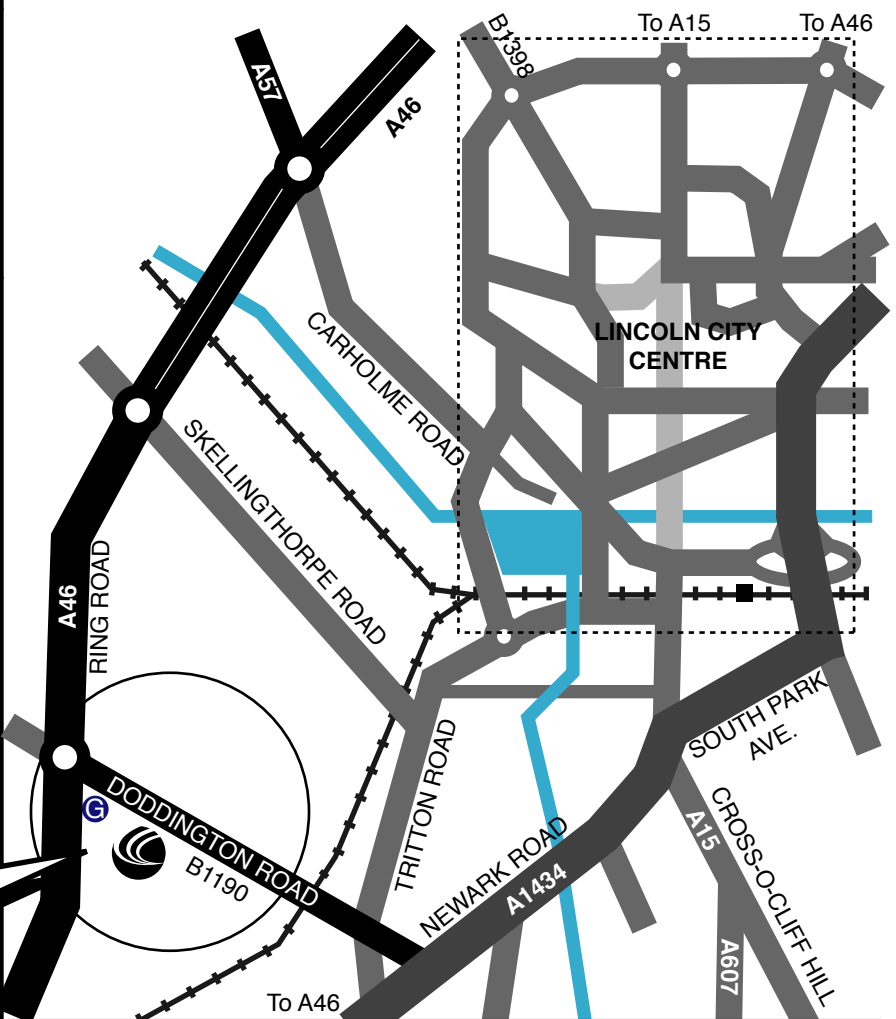 To A15
To A46
B1398
A57
A46
CARHOLME ROAD
LINCOLN CITY
CENTRE
SKELLINGTHORPE ROAD
A46
RING ROAD
SOUTH PARK
AVE.
TRITTON ROAD
G
DODDINGTON ROAD
B1190
NEWARK ROAD
A1434
A15
CROSS-O-CLIFF HILL
A607
To A46